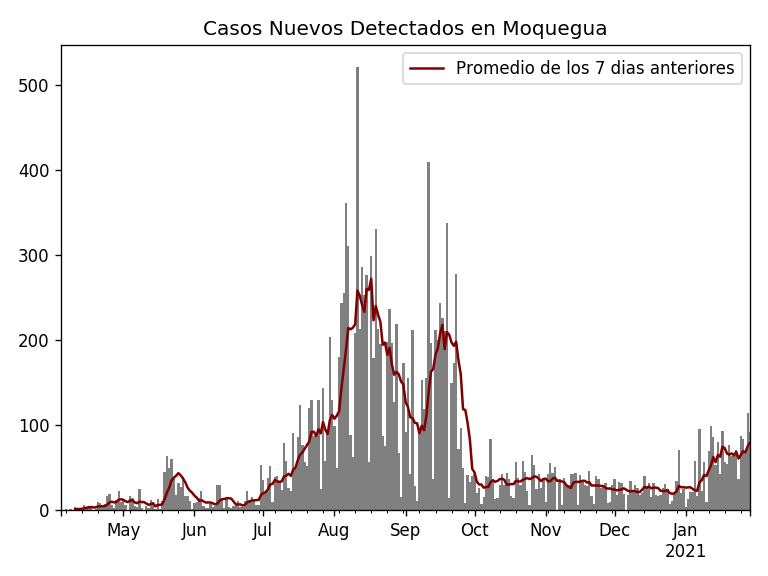 Casos Nuevos Detectados en Moquegua
Promedio de los 7 dias anteriores
500
400
300
200
100
0
May Jun Jul Aug Sep Oct Nov Dec Jan
2021